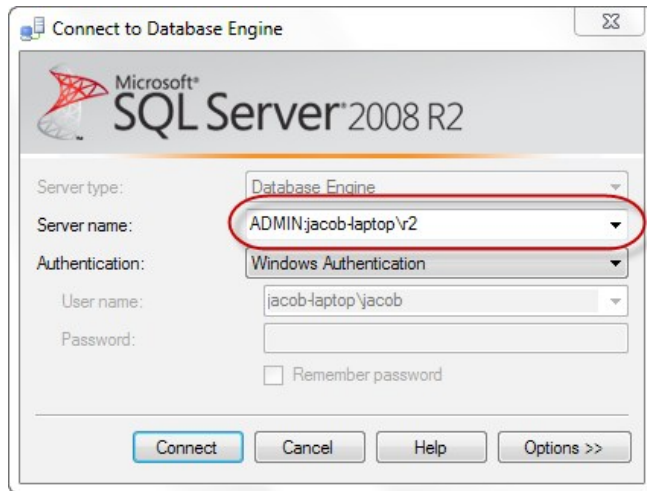 Connect to Database Engine
Microsoft®
SQL Server® 2008 R2
Server type: Database Engine
Server name: ADMIN:jacob-laptop\r2
Authentication: Windows Authentication
User name: jacob-laptop\jacob
Password:
Remember password
Connect Cancel Help Options >>